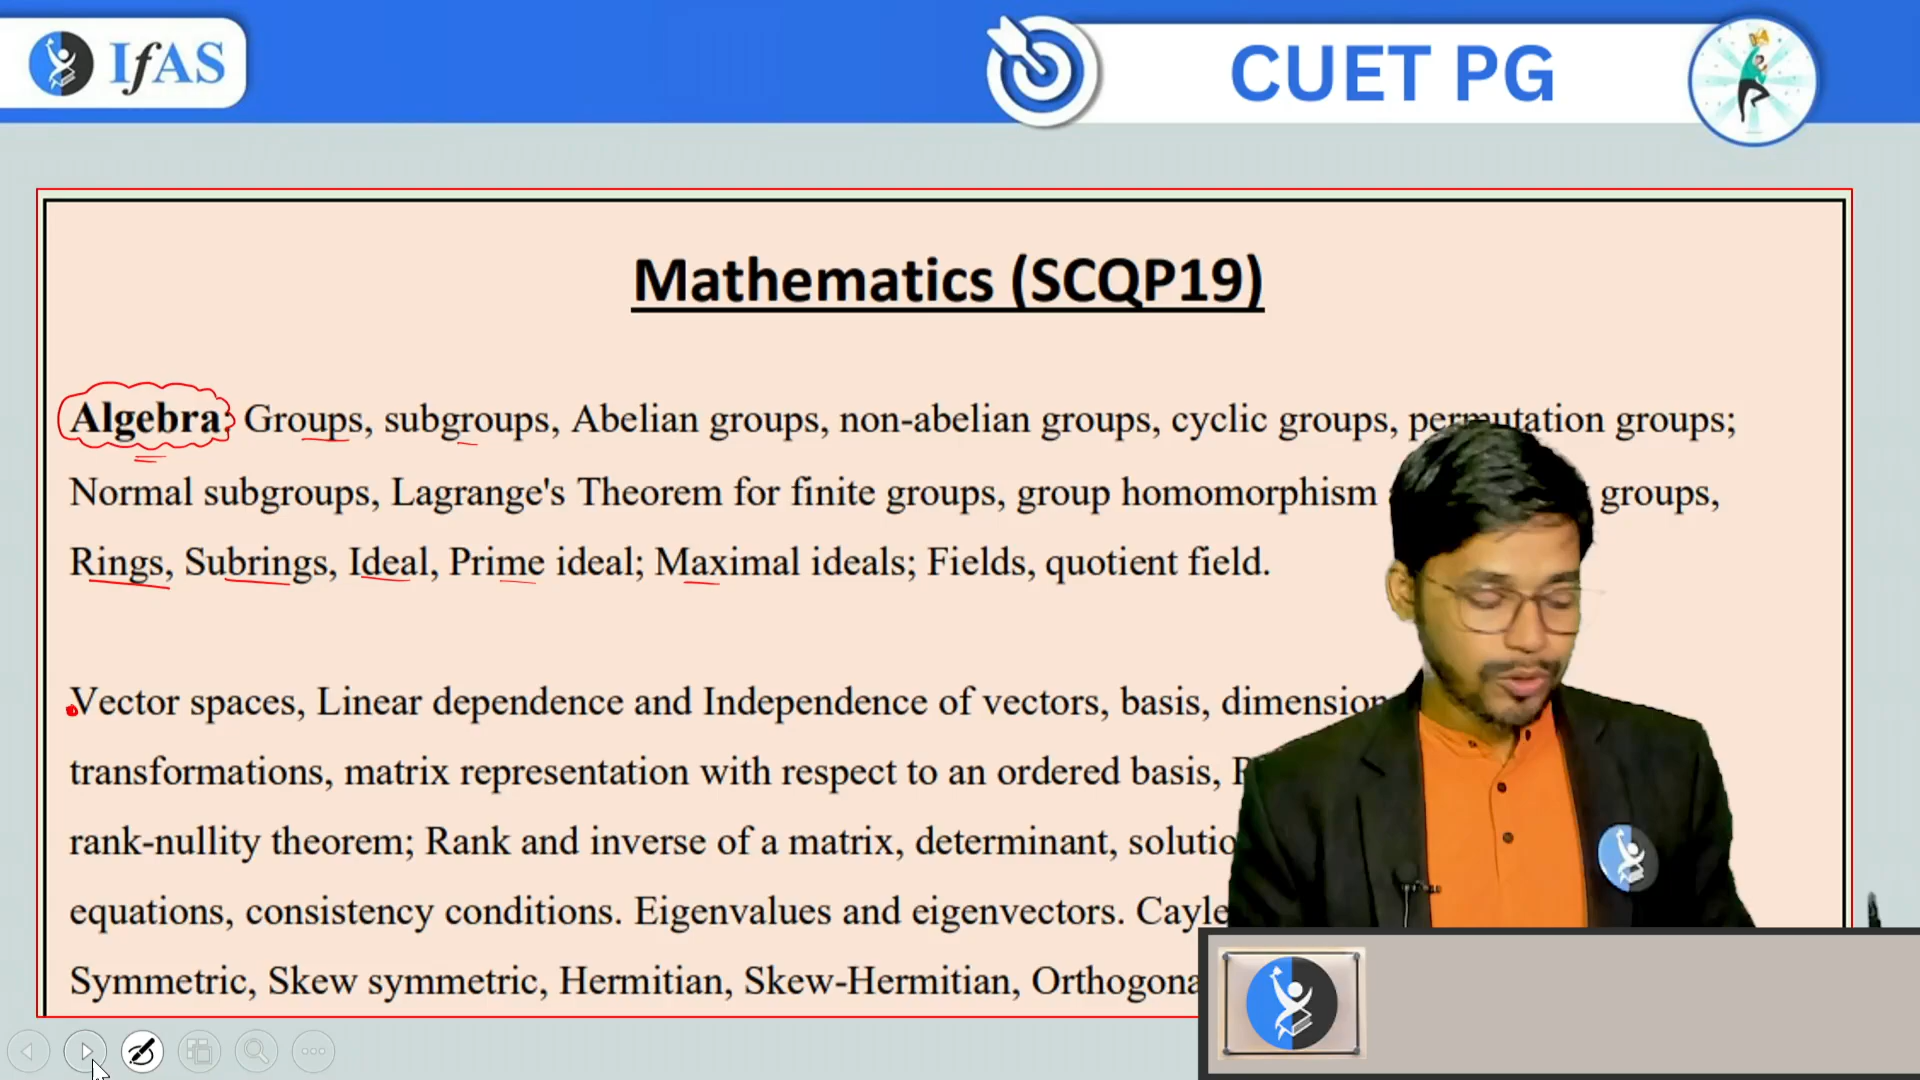 IfAS
CUET PG
Mathematics (SCQP19)
Algebra: Groups, subgroups, Abelian groups, non-abelian groups, cyclic groups, permutation groups;
Normal subgroups, Lagrange's Theorem for finite groups, group homomorphism groups,
Rings, Subrings, Ideal, Prime ideal; Maximal ideals; Fields, quotient field.
Vector spaces, Linear dependence and Independence of vectors, basis, dimension
transformations, matrix representation with respect to an ordered basis,
rank-nullity theorem; Rank and inverse of a matrix, determinant,
equations, consistency conditions. Eigenvalues and eigenvectors.
Symmetric, Skew symmetric, Hermitian, Skew-Hermitian,